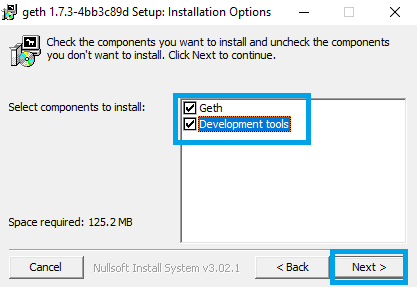 geth 1.7.3-4bb3c89d Setup: Installation Options
Check the components you want to install and uncheck the components
you don't want to install. Click Next to continue.
Select components to install:
Geth
Development tools
Space required: 125.2 MB
Cancel
Nullsoft Install System v3.02.1
< Back
Next >